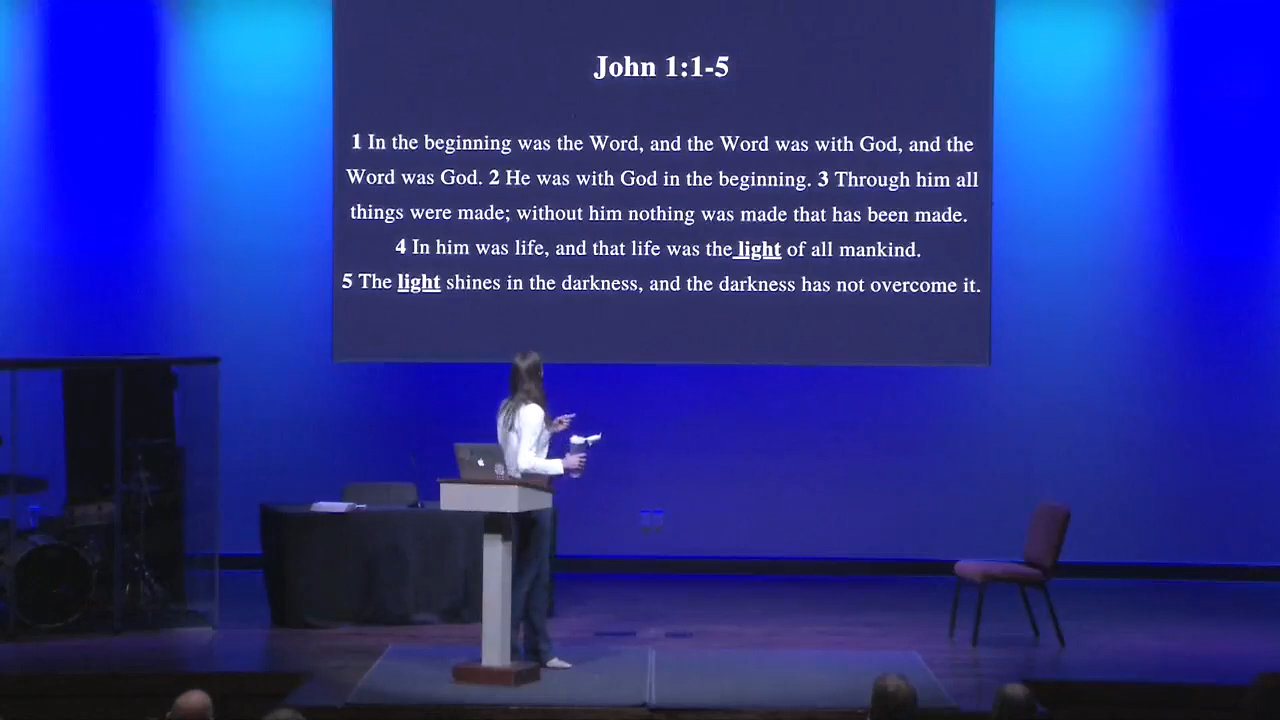 John 1:1-5
1 In the beginning was the Word, and the Word was with God, and the
Word was God. 2 He was with God in the beginning. 3 Through him all
things were made; without him nothing was made that has been made.
4 In him was life, and that life was the light of all mankind.
5 The light shines in the darkness, and the darkness has not overcome it.